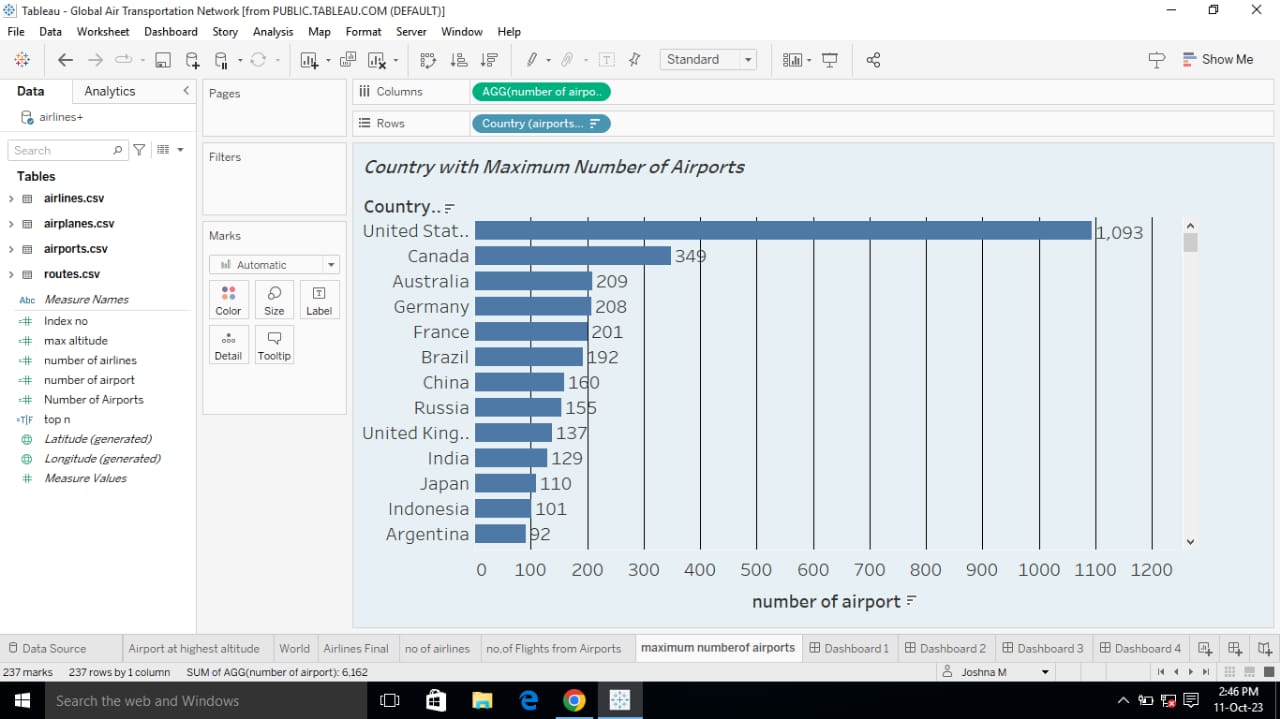 Tableau - Global Air Transportation Network [from PUBLIC.TABLEAU.COM (DEFAULT)]
File Data Worksheet Dashboard Story Analysis Map Format Server Window Help
Standard
Show Me
Data Analytics
airlines+
Search
Tables
airlines.csv
airplanes.csv
airports.csv
routes.csv
Abc Measure Names
Index no
max altitude
number of airlines
number of airport
Number of Airports
=T|F top n
Latitude (generated)
Longitude (generated)
Measure Values
Pages
Filters
Marks
Automatic
Color Size Label
Detail Tooltip
Columns AGG(number of airpo..
Rows Country (airports...
Country with Maximum Number of Airports
Country..
United Stat.. 1,093
Canada 349
Australia 209
Germany 208
France 201
Brazil 192
China 160
Russia 155
United King.. 137
India 129
Japan 110
Indonesia 101
Argentina 92
0 100 200 300 400 500 600 700 800 900 1000 1100 1200
number of airport
Data Source Airport at highest altitude World Airlines Final no of airlines no,of Flights from Airports maximum numberof airports Dashboard 1 Dashboard 2 Dashboard 3 Dashboard 4
237 marks 237 rows by 1 column SUM of AGG(number of airport): 6,162 Joshna M
Search the web and Windows
2:46 PM
11-Oct-23